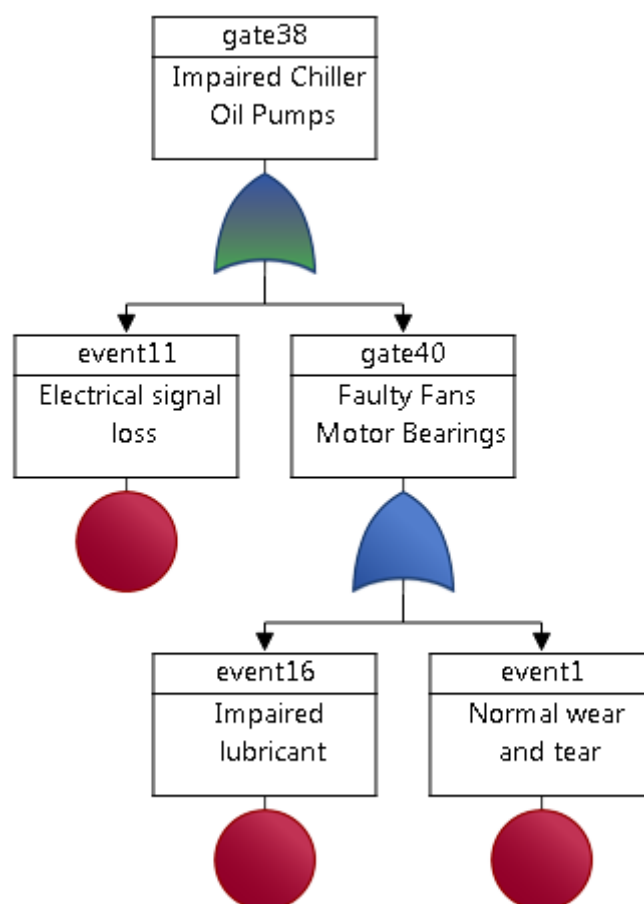 gate38
Impaired Chiller
Oil Pumps
event11
Electrical signal
loss
gate40
Faulty Fans
Motor Bearings
event16
Impaired
lubricant
event1
Normal wear
and tear